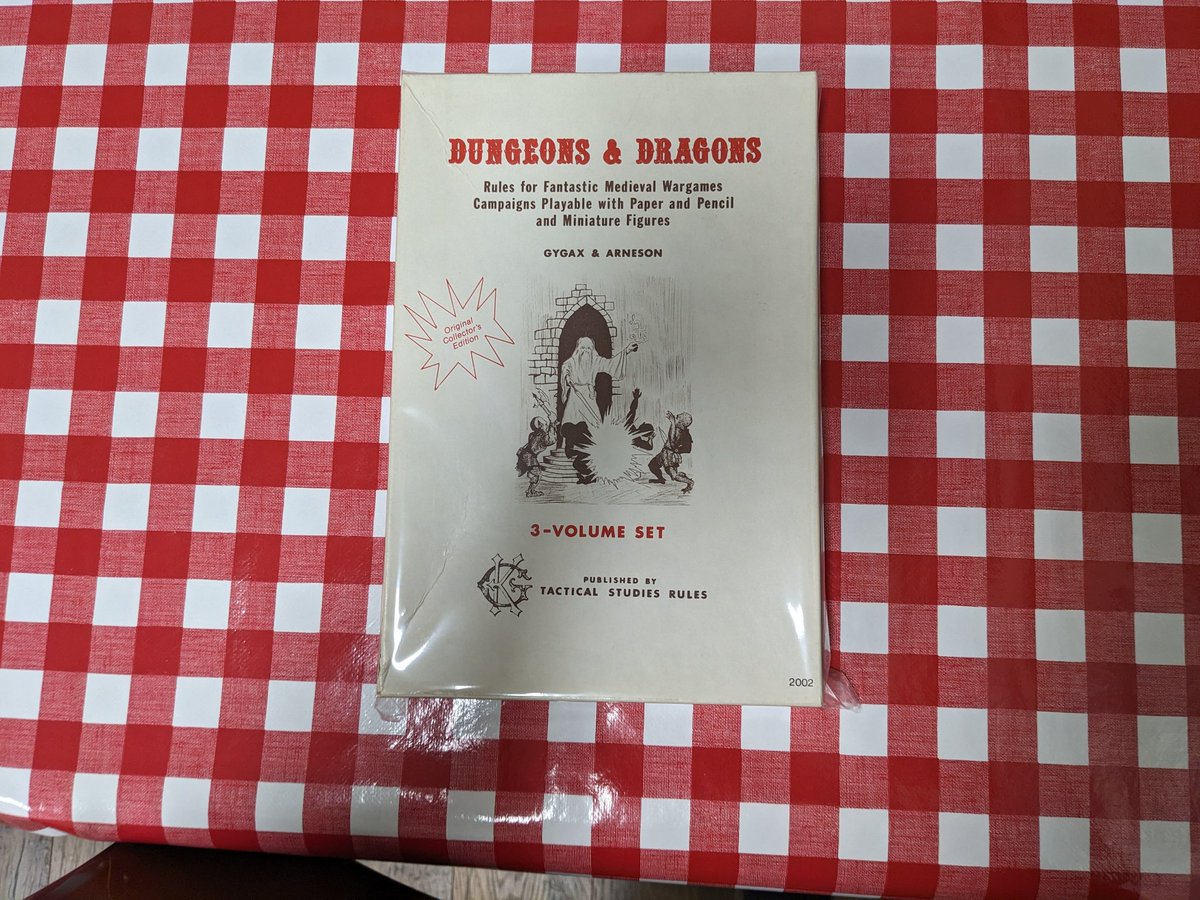 DUNGEONS & DRAGONS
Rules for Fantastic Medieval Wargames
Campaigns Playable with Paper and Pencil
and Miniature Figures
GYGAX & ARNESON
Original
Collector's
Edition
3-VOLUME SET
PUBLISHED BY
TACTICAL STUDIES RULES
2002